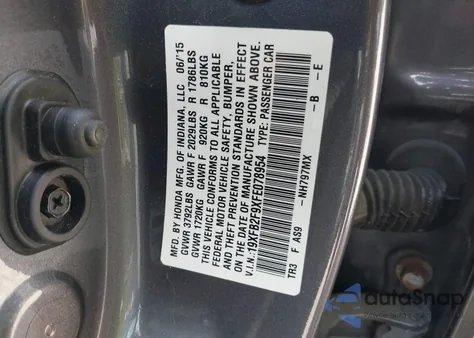 MFD. BY HONDA MFG. OF INDIANA, LLC 06/15
GVWR 3792LBS GAWR F 2029LBS R 1786LBS
GVWR 1720KG GAWR F 920KG R 810KG
THIS VEHICLE CONFORMS TO ALL APPLICABLE
FEDERAL MOTOR VEHICLE SAFETY, BUMPER,
AND THEFT PREVENTION STANDARDS IN EFFECT
ON THE DATE OF MANUFACTURE SHOWN ABOVE.
V.I.N.:19XFB2F9XFE078954 TYPE: PASSENGER CAR
NH797MX -B -E
TR3 F AS9
autoSnap